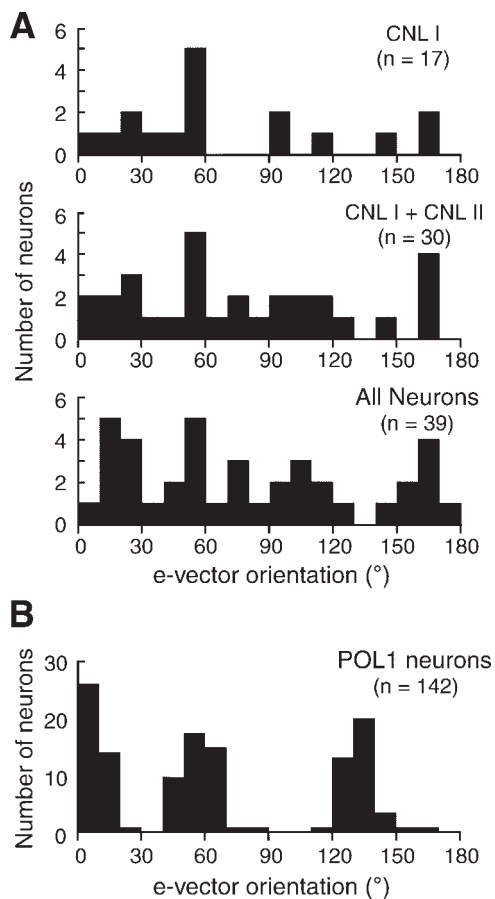 A
CNL I
(n = 17)
6
4
2
0
0 30 60 90 120 150 180
CNL I + CNL II
(n = 30)
6
4
2
0
0 30 60 90 120 150 180
Number of neurons
All Neurons
(n = 39)
6
4
2
0
0 30 60 90 120 150 180
e-vector orientation (°)
B
POL1 neurons
(n = 142)
30
20
10
0
Number of neurons
0 30 60 90 120 150 180
e-vector orientation (°)